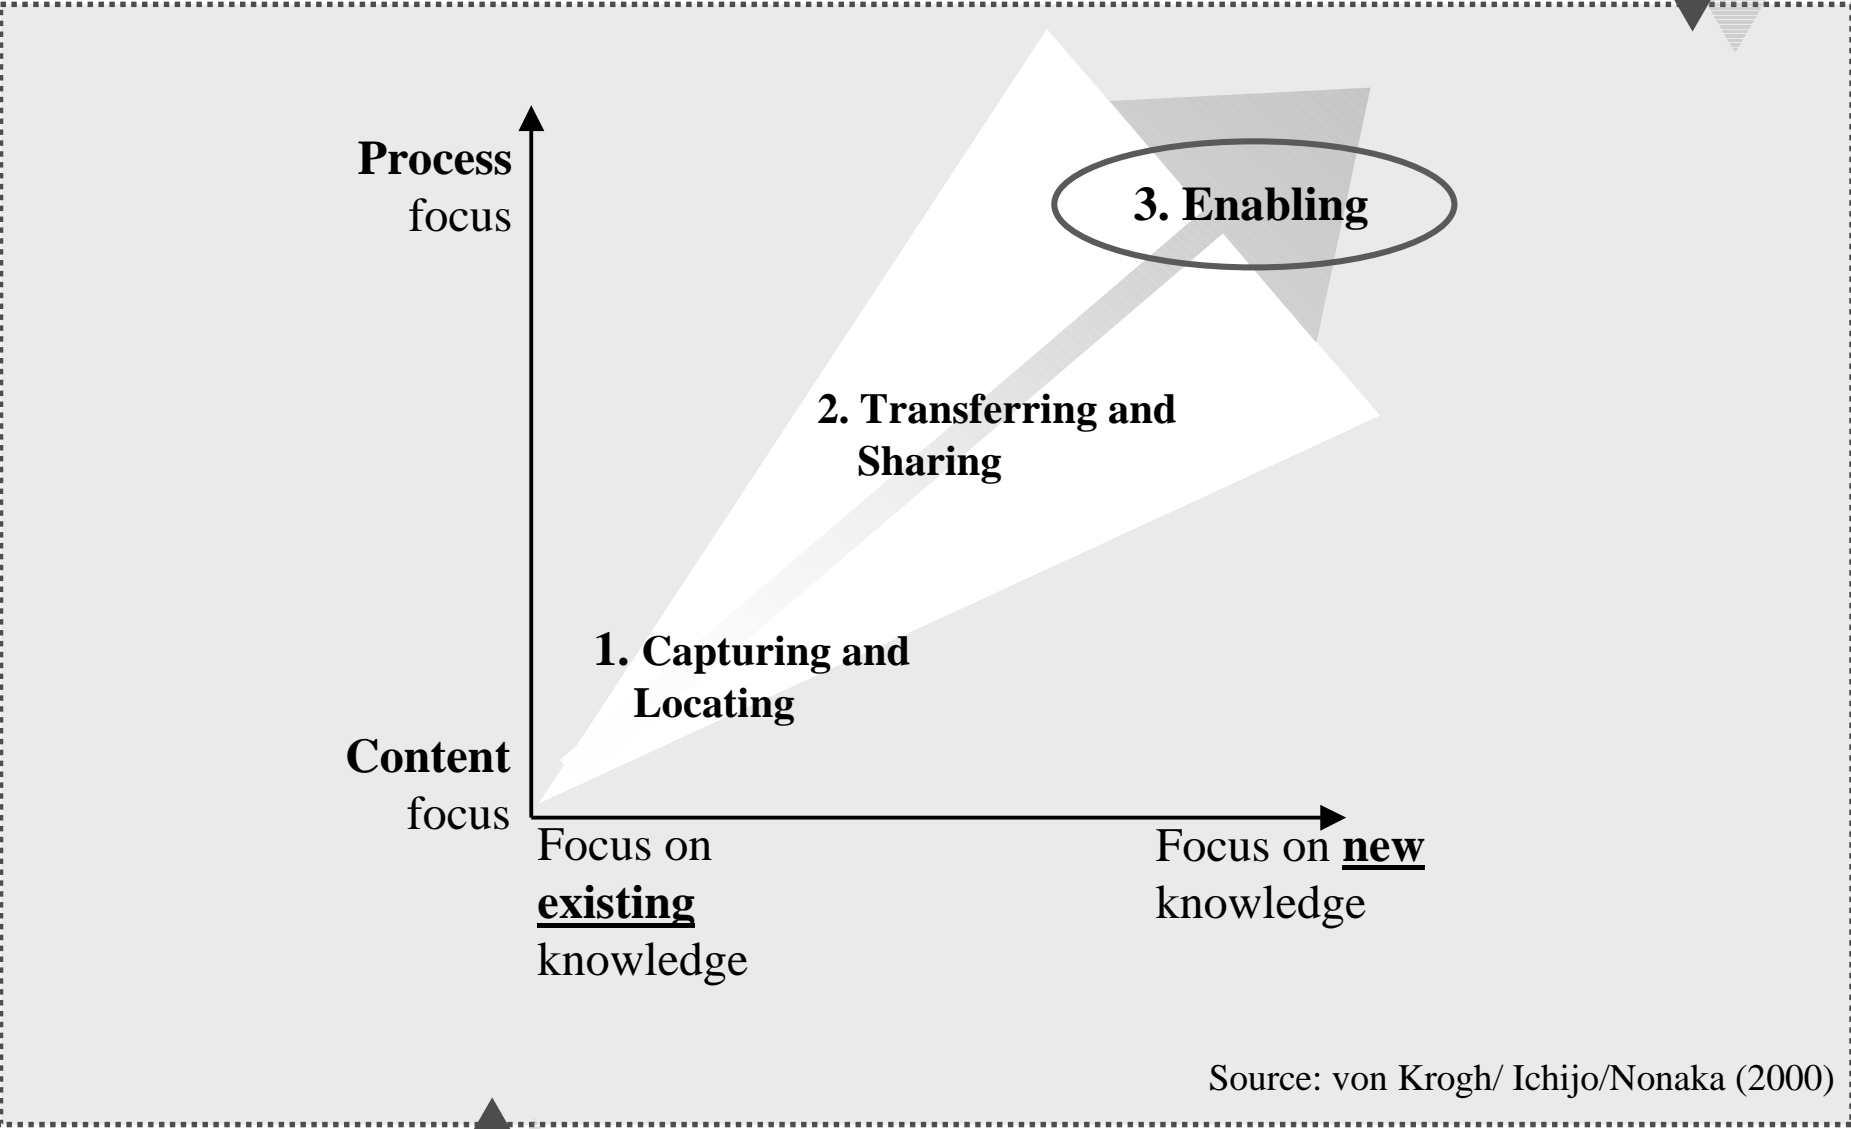 Process
focus
3. Enabling
2. Transferring and
Sharing
1. Capturing and
Locating
Content
focus
Focus on
existing
knowledge
Focus on new
knowledge
Source: von Krogh/ Ichijo/Nonaka (2000)